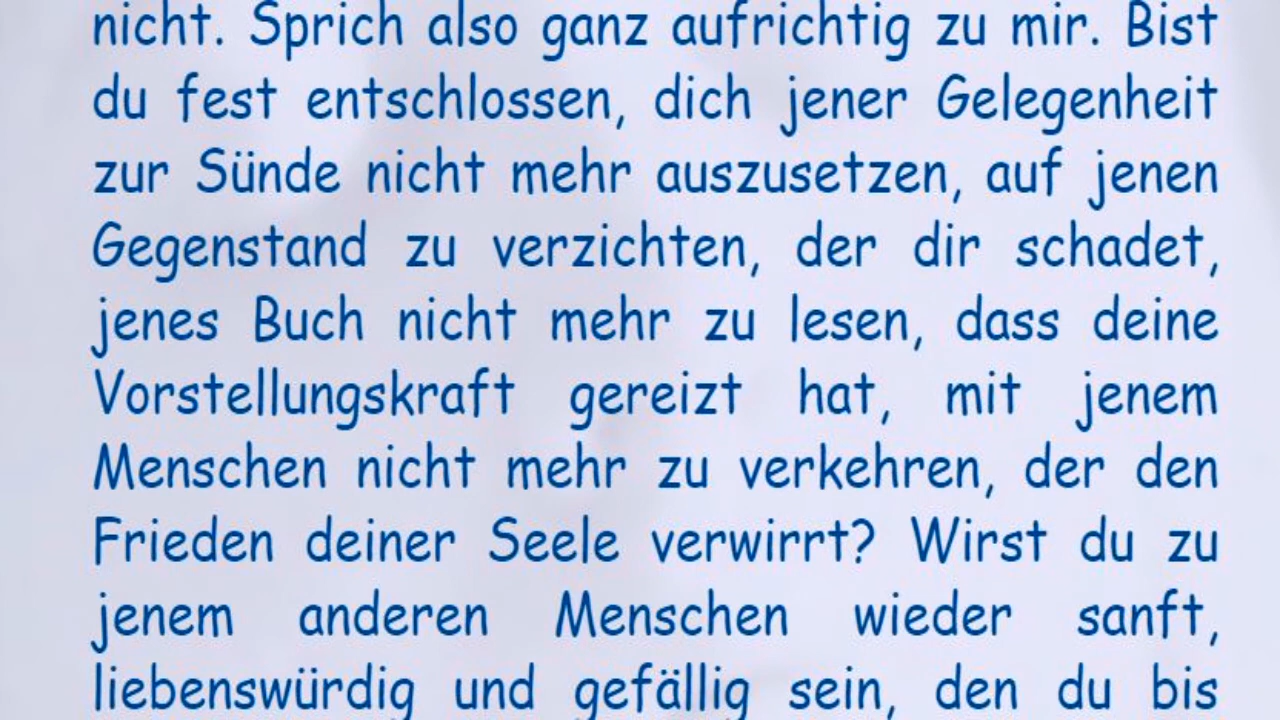 nicht. Sprich also ganz aufrichtig zu mir. Bist
du fest entschlossen, dich jener Gelegenheit
zur Sünde nicht mehr auszusetzen, auf jenen
Gegenstand zu verzichten, der dir schadet,
jenes Buch nicht mehr zu lesen, dass deine
Vorstellungskraft gereizt hat, mit jenem
Menschen nicht mehr zu verkehren, der den
Frieden deiner Seele verwirrt? Wirst du zu
jenem anderen Menschen wieder sanft,
liebenswürdig und gefällig sein, den du bis